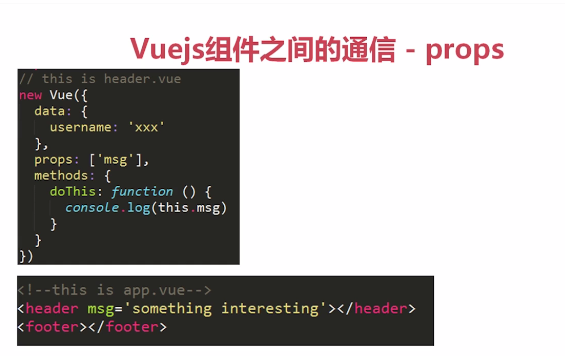 Vuejs组件之间的通信 - props
// this is header.vue
new Vue({
  data: {
    username: 'xxx'
  },
  props: ['msg'],
  methods: {
    doThis: function () {
      console.log(this.msg)
    }
  }
})
<!--this is app.vue-->
<header msg='something interesting'></header>
<footer></footer>